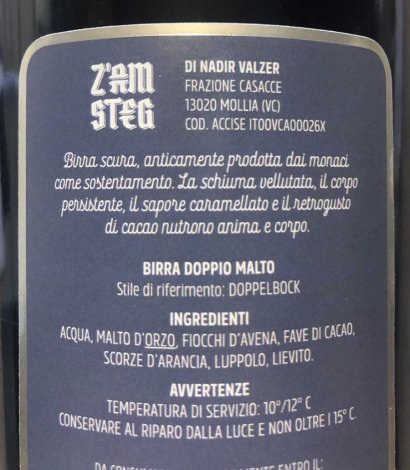 Z'AM
STEG
DI NADIR VALZER
FRAZIONE CASACCE
13020 MOLLIA (VC)
COD. ACCISE IT00VCA00026X
Birra scura, anticamente prodotta dai monaci
come sostentamento. La schiuma vellutata, il corpo
persistente, il sapore caramellato e il retrogusto
di cacao nutrono anima e corpo.
BIRRA DOPPIO MALTO
Stile di riferimento: DOPPELBOCK
INGREDIENTI
ACQUA, MALTO D'ORZO, FIOCCHI D'AVENA, FAVE DI CACAO,
SCORZE D'ARANCIA, LUPPOLO, LIEVITO.
AVVERTENZE
TEMPERATURA DI SERVIZIO: 10°/12° C
CONSERVARE AL RIPARO DALLA LUCE E NON OLTRE I 15° C.
ENTRO IL: